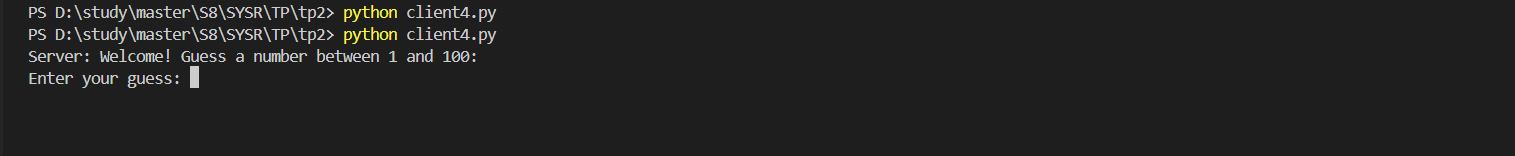 PS D:\study\master\S8\SYSR\TP\tp2> python client4.py
PS D:\study\master\S8\SYSR\TP\tp2> python client4.py
Server: Welcome! Guess a number between 1 and 100:
Enter your guess: